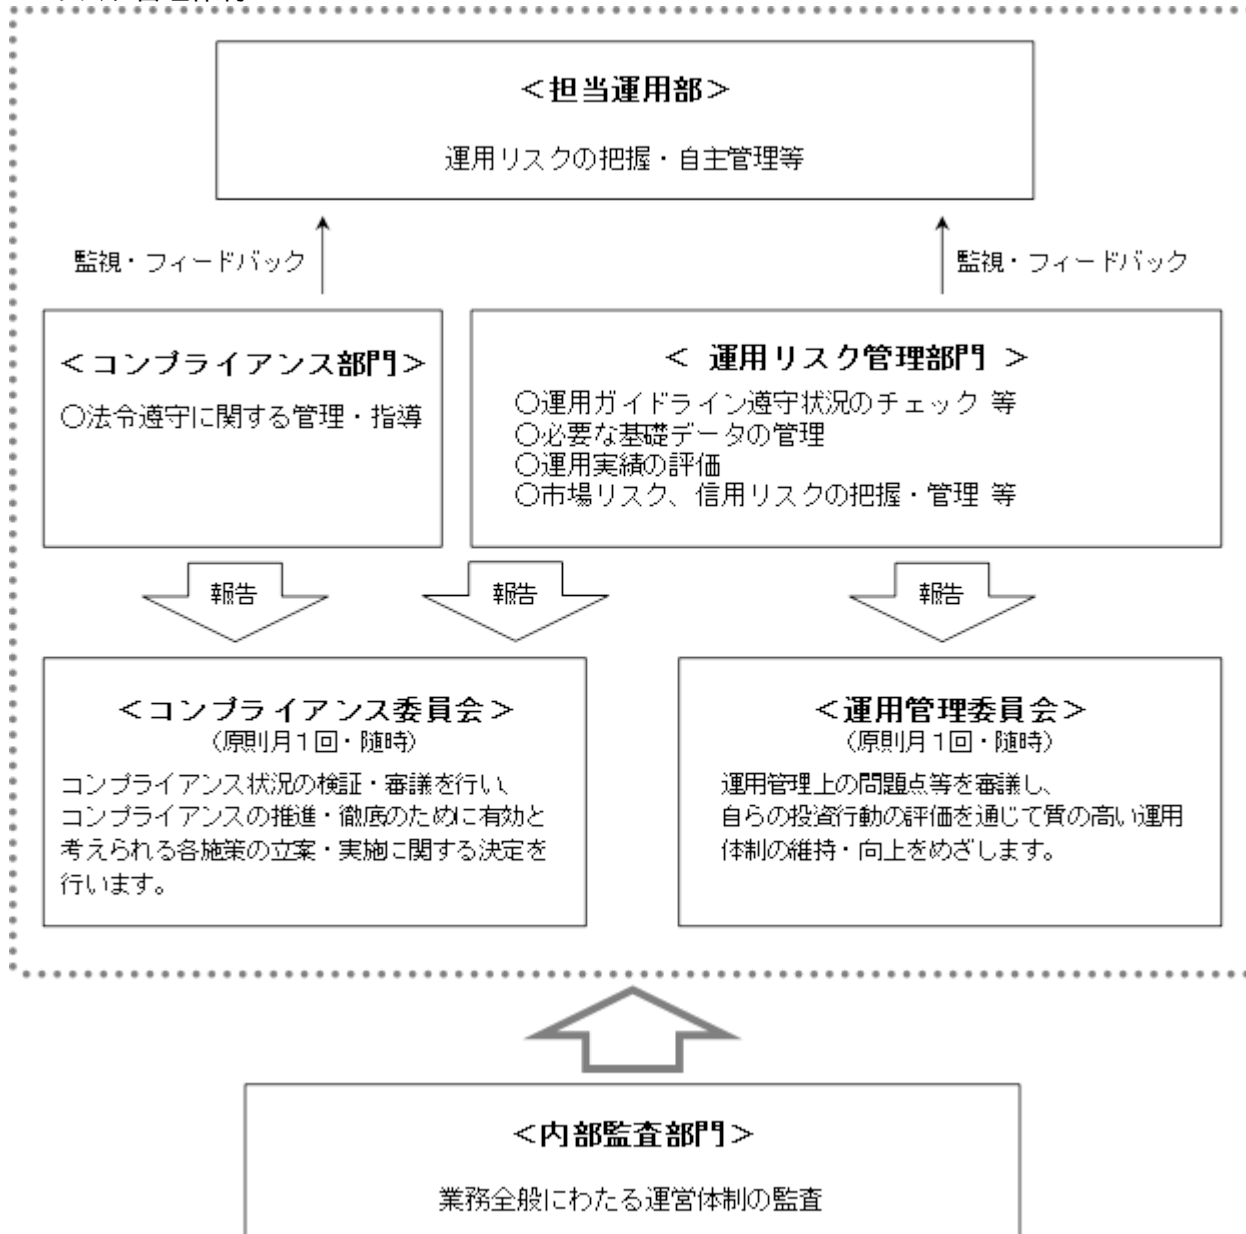 ＜担当運用部＞
運用リスクの把握・自主管理等
監視・フィードバック
監視・フィードバック
＜コンプライアンス部門＞
○法令遵守に関する管理・指導
＜ 運用リスク管理部門 ＞
○運用ガイドライン遵守状況のチェック 等
○必要な基礎データの管理
○運用実績の評価
○市場リスク、信用リスクの把握・管理 等
報告
報告
報告
＜コンプライアンス委員会＞
（原則月１回・随時）
コンプライアンス状況の検証・審議を行い、
コンプライアンスの推進・徹底のために有効と
考えられる各施策の立案・実施に関する決定を
行います。
＜運用管理委員会＞
（原則月１回・随時）
運用管理上の問題点等を審議し、
自らの投資行動の評価を通じて質の高い運用
体制の維持・向上をめざします。
＜内部監査部門＞
業務全般にわたる運営体制の監査